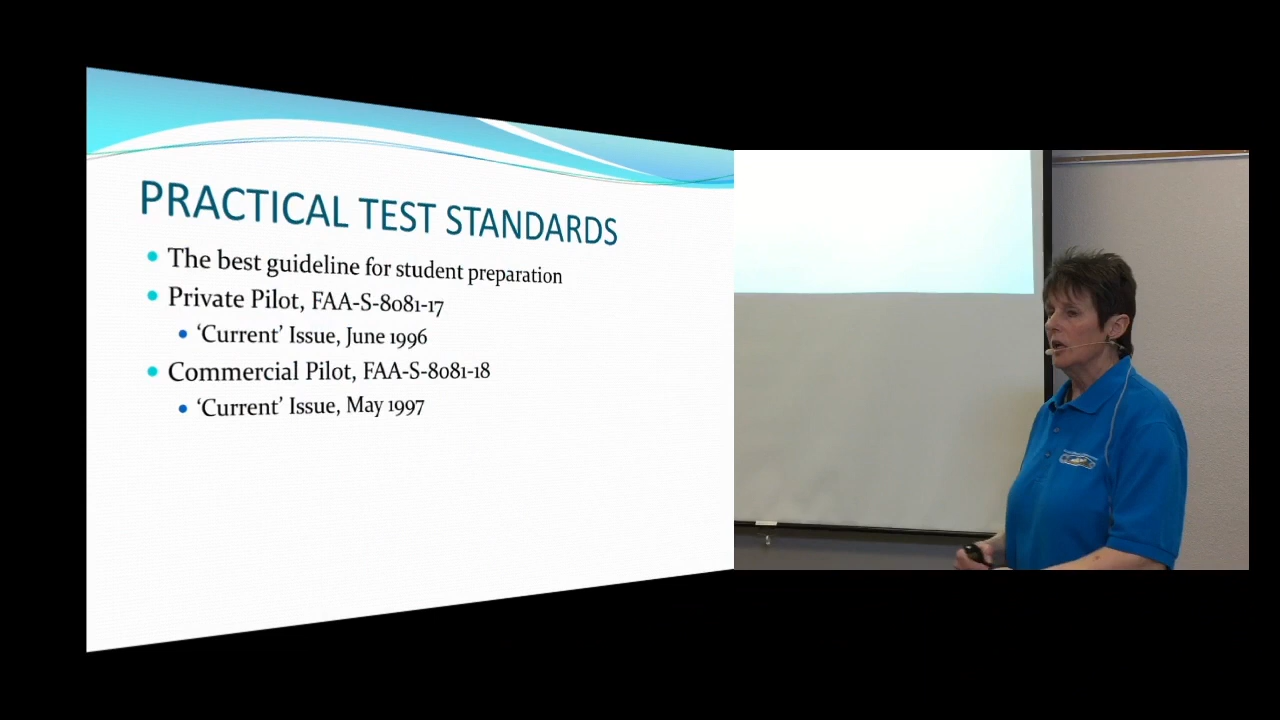 PRACTICAL TEST STANDARDS
The best guideline for student preparation
Private Pilot, FAA-S-8081-17
‘Current’ Issue, June 1996
Commercial Pilot, FAA-S-8081-18
‘Current’ Issue, May 1997